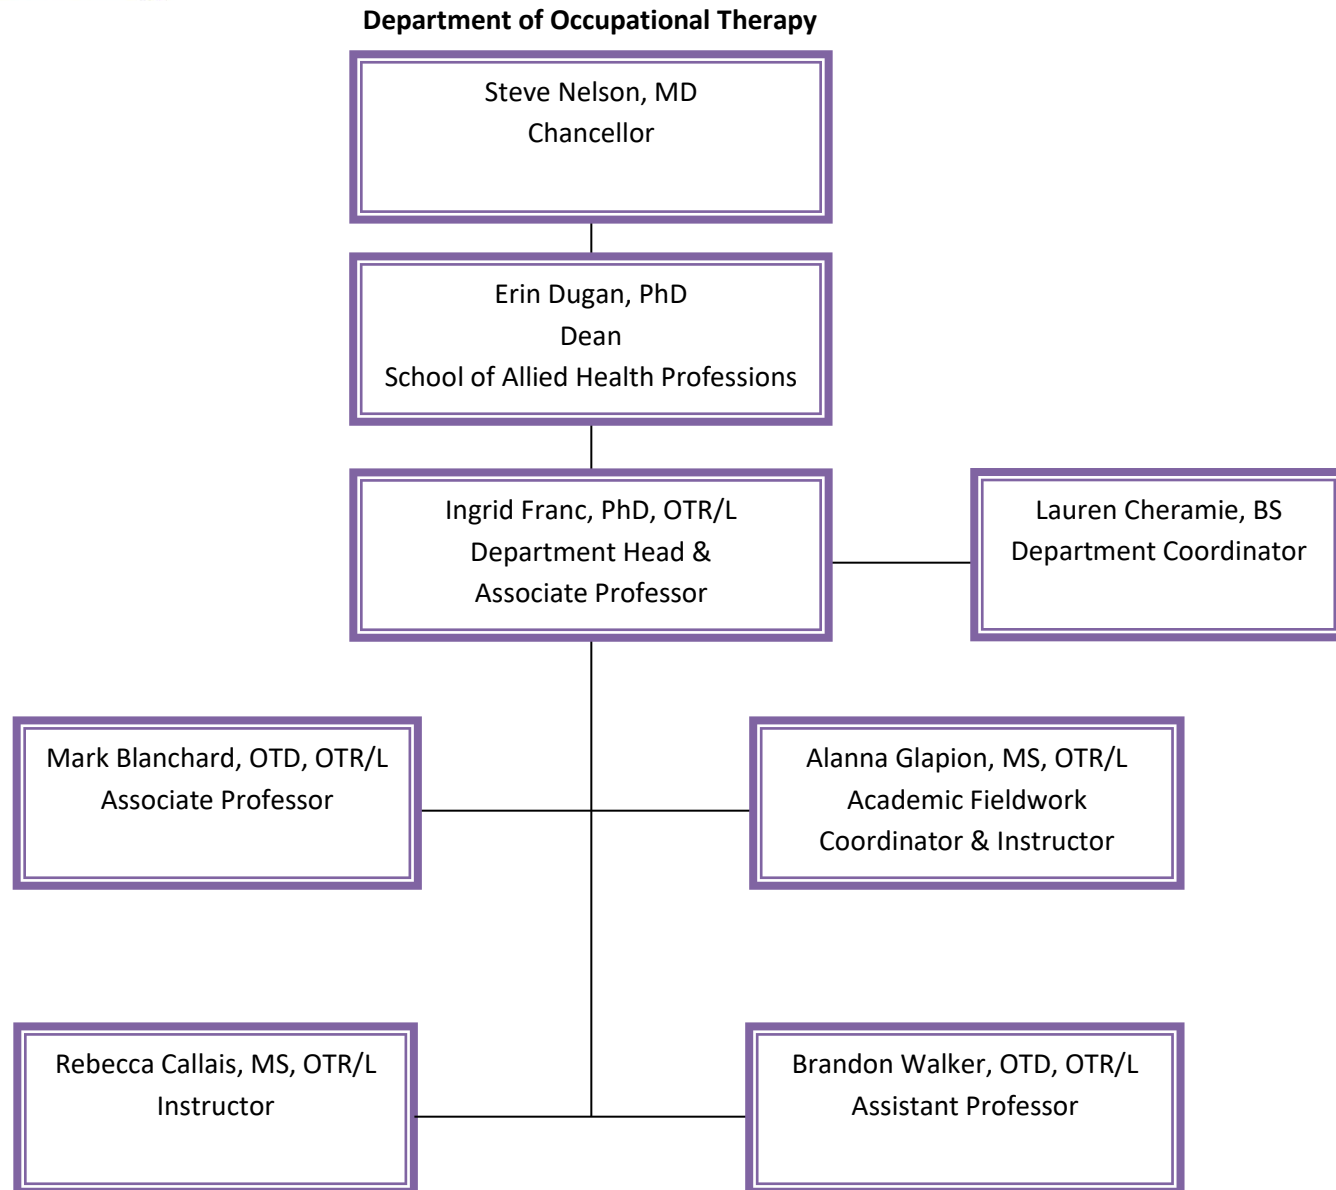 Department of Occupational Therapy
Steve Nelson, MD
Chancellor
Erin Dugan, PhD
Dean
School of Allied Health Professions
Ingrid Franc, PhD, OTR/L
Department Head &
Associate Professor
Lauren Cheramie, BS
Department Coordinator
Mark Blanchard, OTD, OTR/L
Associate Professor
Alanna Glapion, MS, OTR/L
Academic Fieldwork
Coordinator & Instructor
Rebecca Callais, MS, OTR/L
Instructor
Brandon Walker, OTD, OTR/L
Assistant Professor